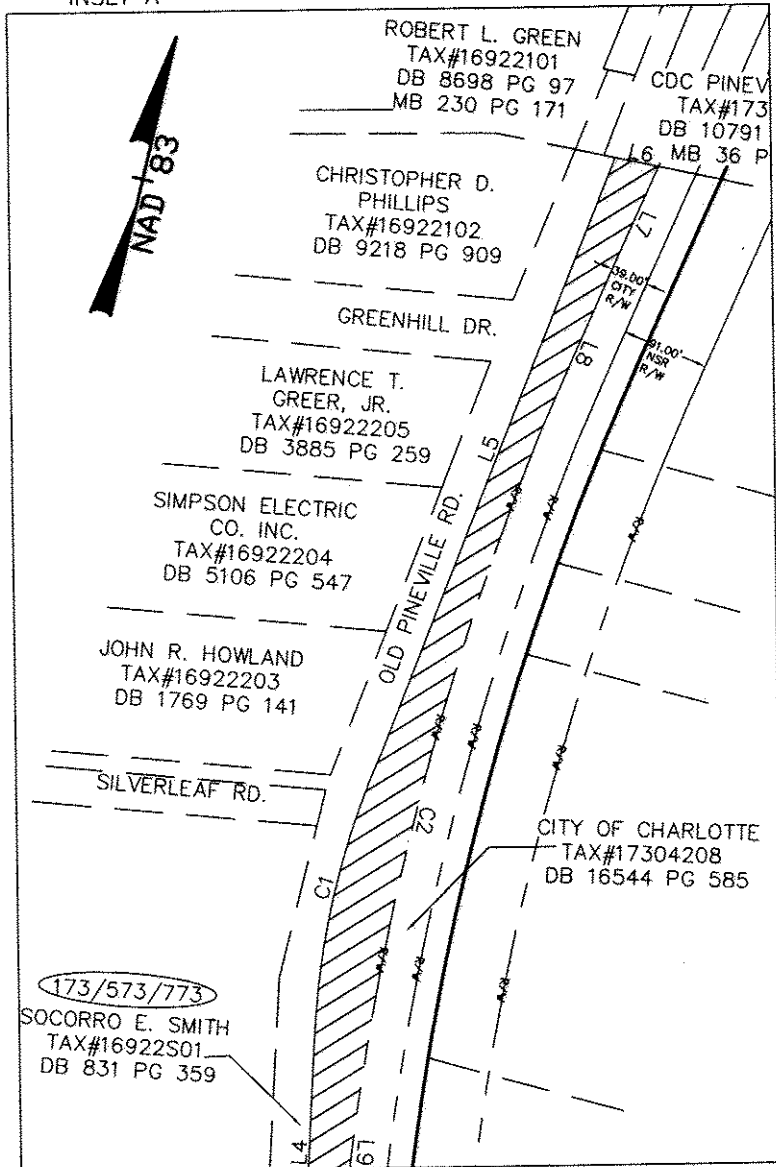 ROBERT L. GREEN
TAX#16922101
DB 8698 PG 97
MB 230 PG 171
CDC PINEV
TAX#173
DB 10791
MB 36 P
L6
NAD '83
CHRISTOPHER D.
PHILLIPS
TAX#16922102
DB 9218 PG 909
L7
39.00'
CITY
R/W
GREENHILL DR.
91.00'
NSR
R/W
L8
LAWRENCE T.
GREER, JR.
TAX#16922205
DB 3885 PG 259
L5
SIMPSON ELECTRIC
CO. INC.
TAX#16922204
DB 5106 PG 547
R/W
R/W
R/W
OLD PINEVILLE RD.
JOHN R. HOWLAND
TAX#16922203
DB 1769 PG 141
R/W
R/W
R/W
SILVERLEAF RD.
C2
CITY OF CHARLOTTE
TAX#17304208
DB 16544 PG 585
C1
R/W
R/W
R/W
173/573/773
SOCORRO E. SMITH
TAX#16922S01
DB 831 PG 359
L4
L9